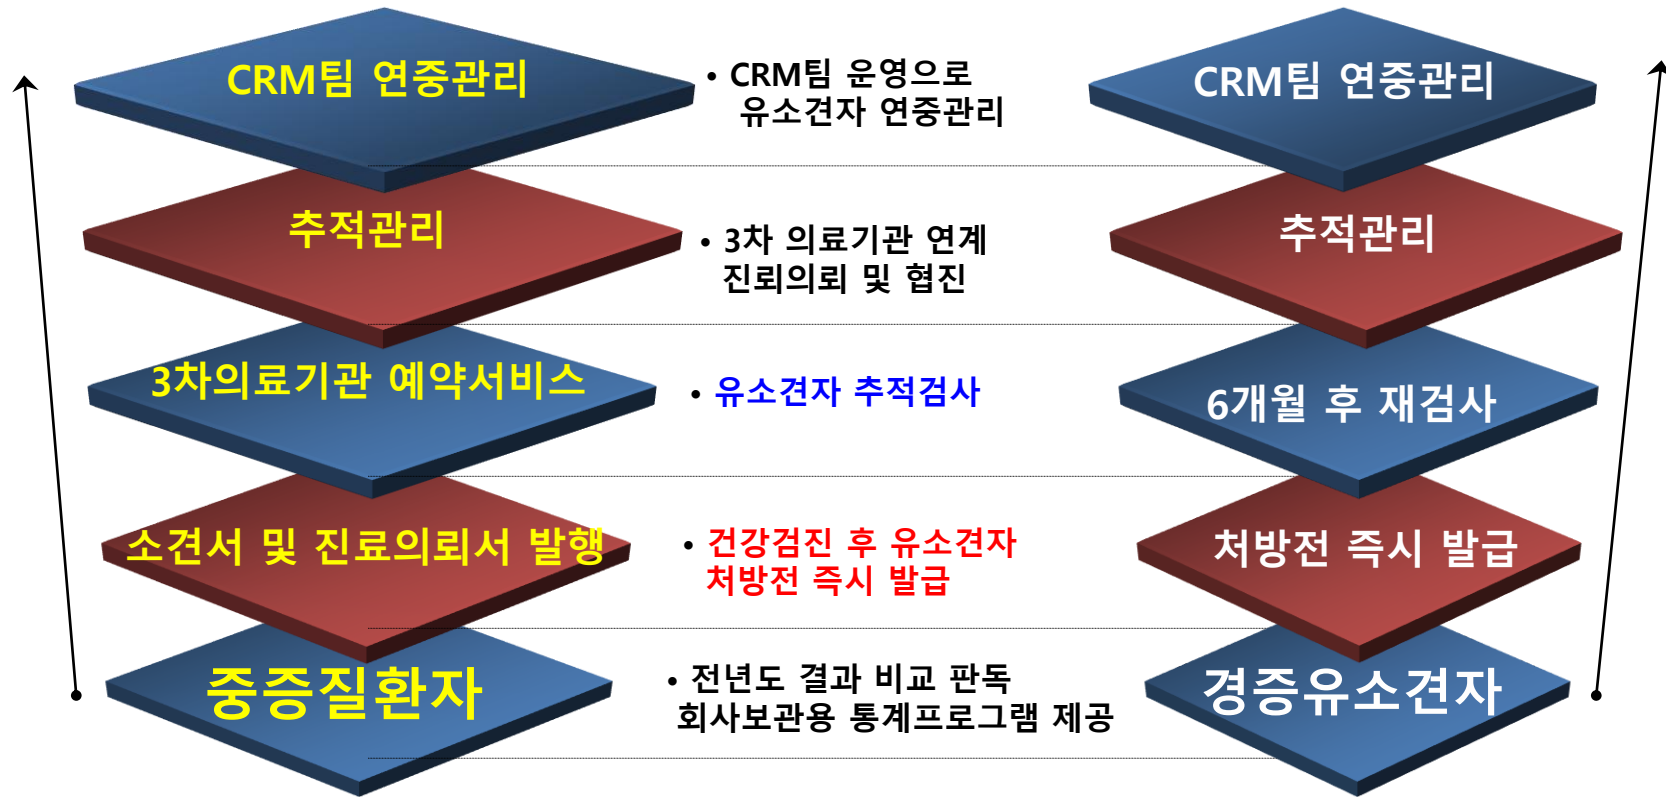 CRM팀 연중관리
• CRM팀 운영으로
유소견자 연중관리
CRM팀 연중관리
추적관리
• 3차 의료기관 연계
진뢰의뢰 및 협진
추적관리
3차의료기관 예약서비스
• 유소견자 추적검사
6개월 후 재검사
소견서 및 진료의뢰서 발행
• 건강검진 후 유소견자
처방전 즉시 발급
처방전 즉시 발급
중증질환자
• 전년도 결과 비교 판독
회사보관용 통계프로그램 제공
경증유소견자